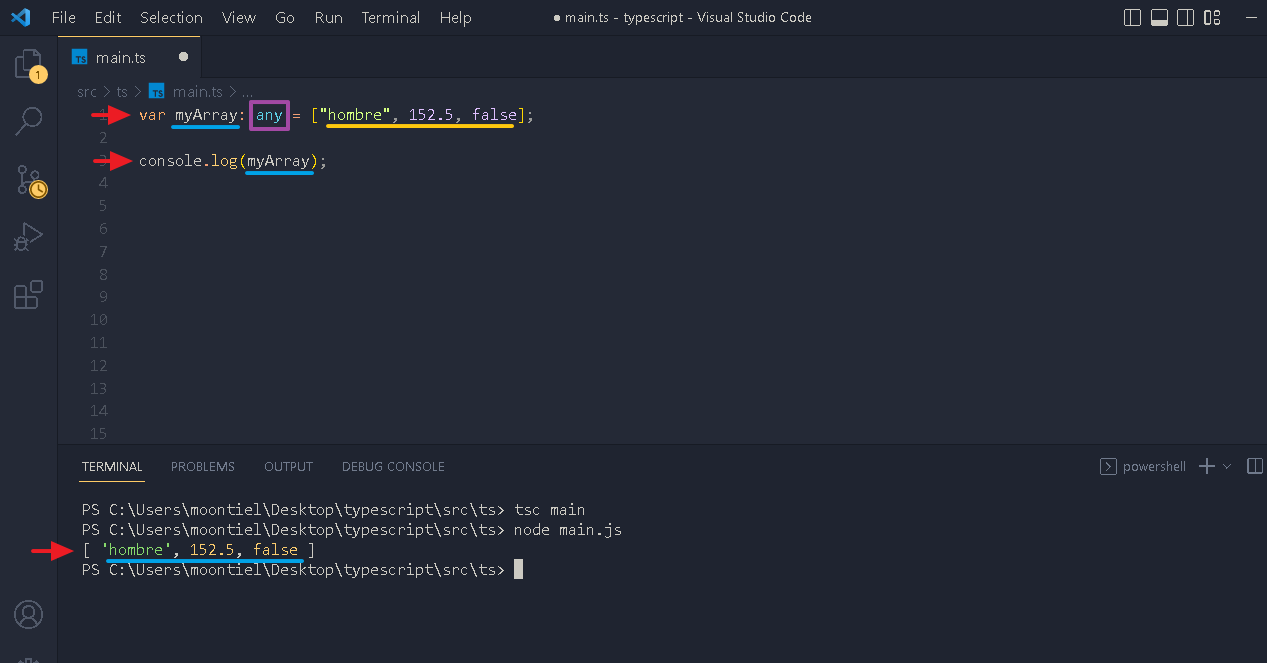 File Edit Selection View Go Run Terminal Help ● main.ts - typescript - Visual Studio Code
TS main.ts ●
1
src > ts > TS main.ts > ...
1 var myArray: any = ["hombre", 152.5, false];
2
3 console.log(myArray);
4
5
6
7
8
9
10
11
12
13
14
15
TERMINAL PROBLEMS OUTPUT DEBUG CONSOLE powershell
PS C:\Users\moontiel\Desktop\typescript\src\ts> tsc main
PS C:\Users\moontiel\Desktop\typescript\src\ts> node main.js
[ 'hombre', 152.5, false ]
PS C:\Users\moontiel\Desktop\typescript\src\ts>